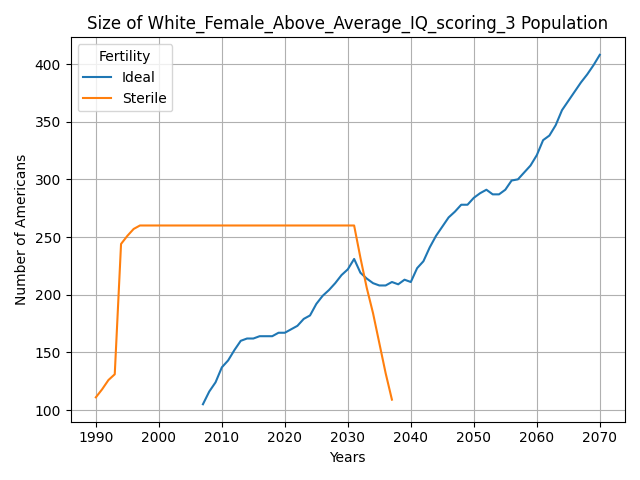 Size of White_Female_Above_Average_IQ_scoring_3 Population
Fertility
Ideal
Sterile
Number of Americans
400
350
300
250
200
150
100
1990 2000 2010 2020 2030 2040 2050 2060 2070
Years